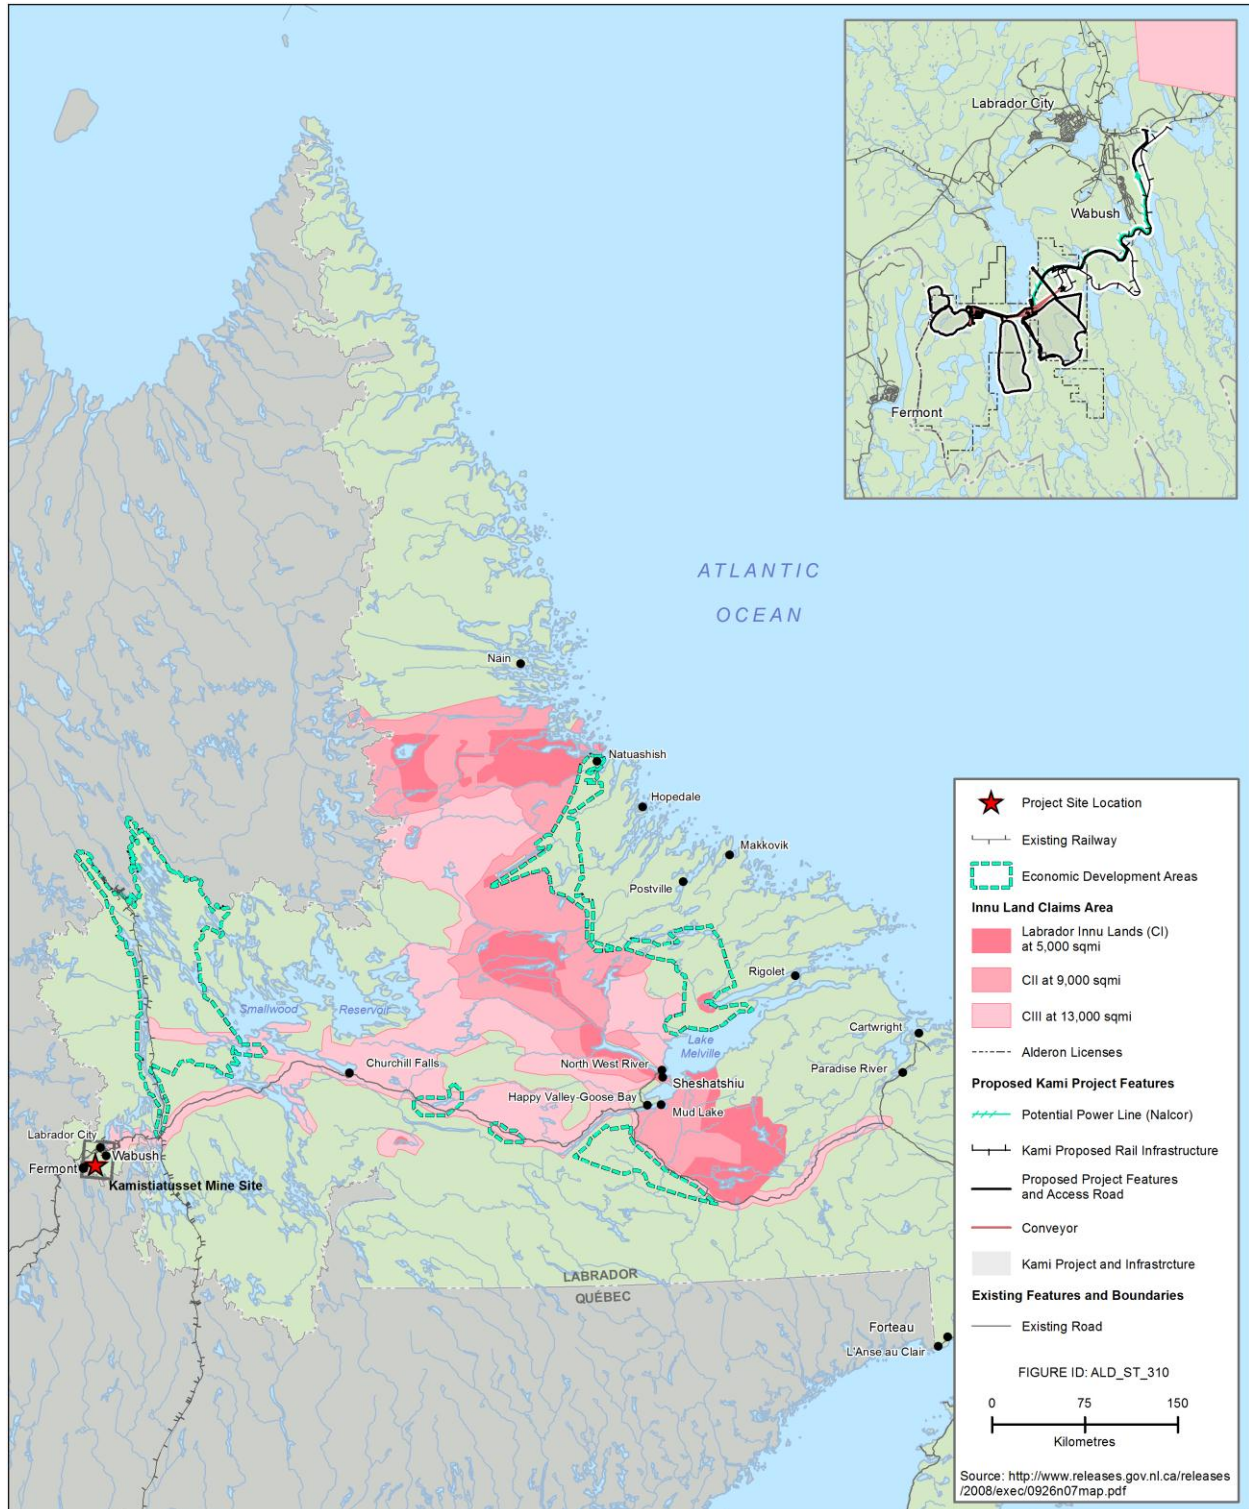 Labrador City
Wabush
Fermont
ATLANTIC
OCEAN
Nain
Natuashish
Hopedale
Makkovik
Postville
Rigolet
Smallwood
Reservoir
Cartwright
Lake
Melville
Churchill Falls
North West River
Paradise River
Sheshatshiu
Happy Valley-Goose Bay
Mud Lake
Labrador City
Wabush
Fermont
Kamistiatusset Mine Site
LABRADOR
QUÉBEC
Forteau
L'Anse au Clair
Project Site Location
Existing Railway
Economic Development Areas
Innu Land Claims Area
Labrador Innu Lands (CI)
at 5,000 sqmi
CII at 9,000 sqmi
CIII at 13,000 sqmi
Alderon Licenses
Proposed Kami Project Features
Potential Power Line (Nalcor)
Kami Proposed Rail Infrastructure
Proposed Project Features
and Access Road
Conveyor
Kami Project and Infrastrcture
Existing Features and Boundaries
Existing Road
FIGURE ID: ALD_ST_310
0 75 150
Kilometres
Source: http://www.releases.gov.nl.ca/releases
/2008/exec/0926n07map.pdf